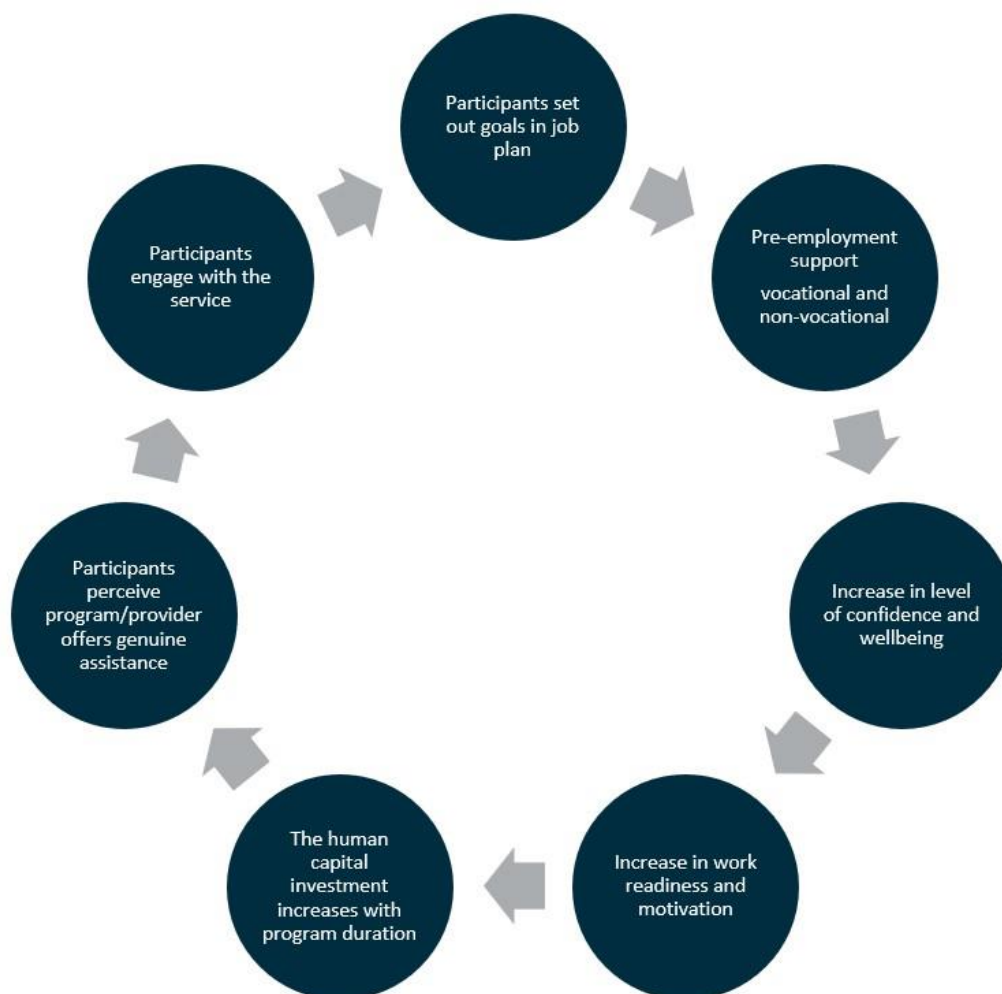 Participants set
out goals in job
plan
Pre-employment
support
vocational and
non-vocational
Increase in level
of confidence and
wellbeing
Increase in work
readiness and
motivation
The human
capital
investment
increases with
program duration
Participants
perceive
program/provider
offers genuine
assistance
Participants
engage with the
service